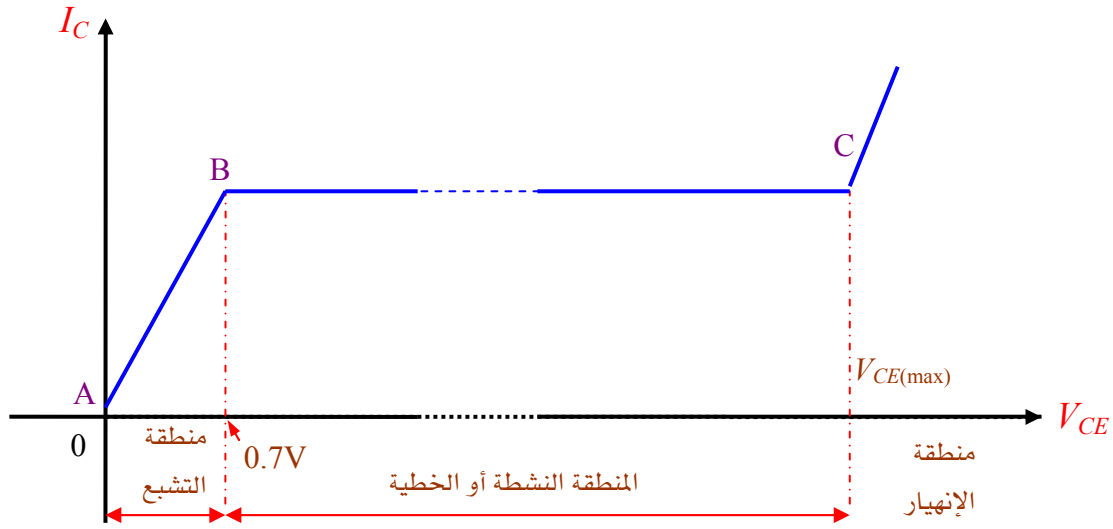 I_C
B
C
A
V_CE(max)
V_CE
0
0.7V
منطقة
التشبع
المنطقة النشطة أو الخطية
منطقة
الإنهيار